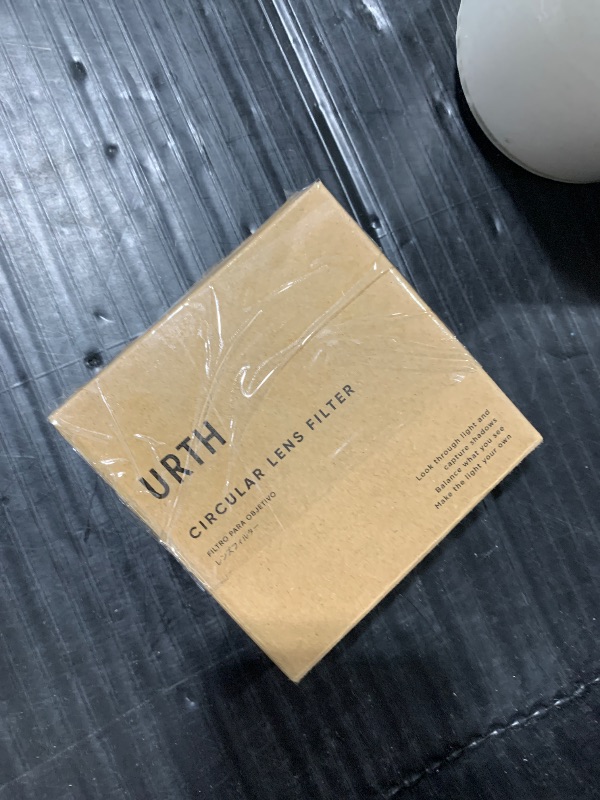 URTH
CIRCULAR LENS FILTER
FILTRO PARA OBJETIVO
レンズフィルター
Look through light and
capture shadows
Balance what you see
Make the light your own